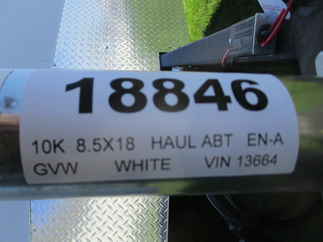 18846
10K 8.5X18 HAUL ABT EN-A
GVW WHITE VIN 13664